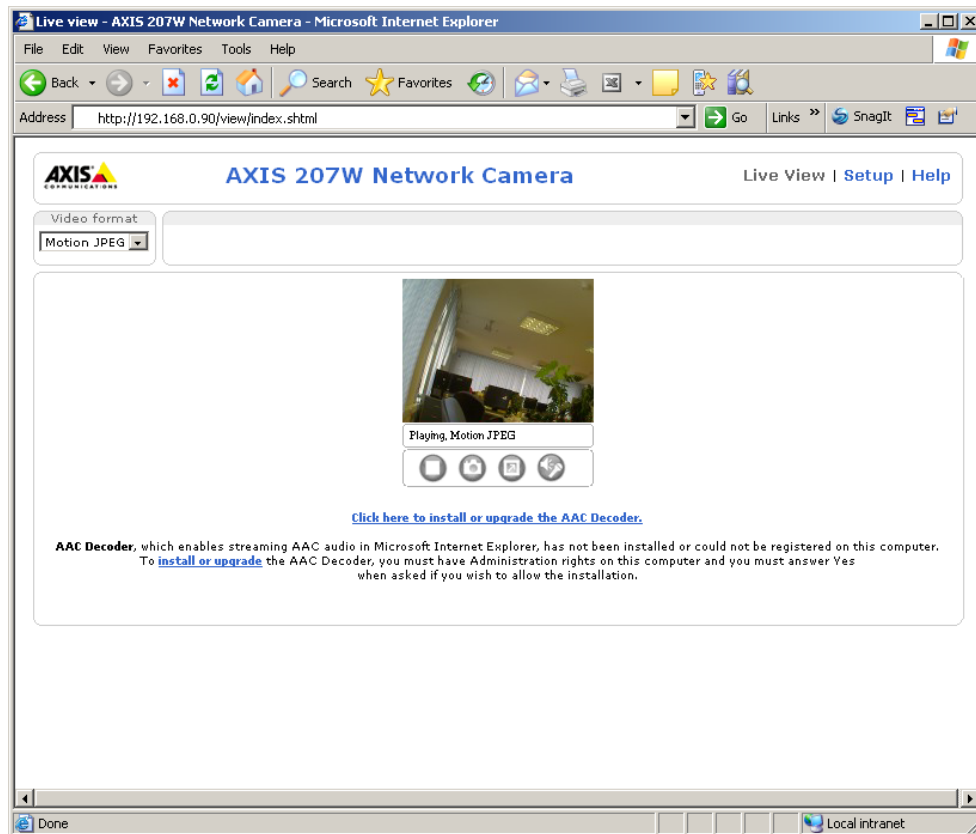 Live view - AXIS 207W Network Camera - Microsoft Internet Explorer
File Edit View Favorites Tools Help
Back Search Favorites
Address http://192.168.0.90/view/index.shtml Go Links » SnagIt
AXIS
COMMUNICATIONS
AXIS 207W Network Camera
Live View | Setup | Help
Video format
Motion JPEG
Playing, Motion JPEG
Click here to install or upgrade the AAC Decoder.
AAC Decoder, which enables streaming AAC audio in Microsoft Internet Explorer, has not been installed or could not be registered on this computer.
To install or upgrade the AAC Decoder, you must have Administration rights on this computer and you must answer Yes
when asked if you wish to allow the installation.
Done Local intranet